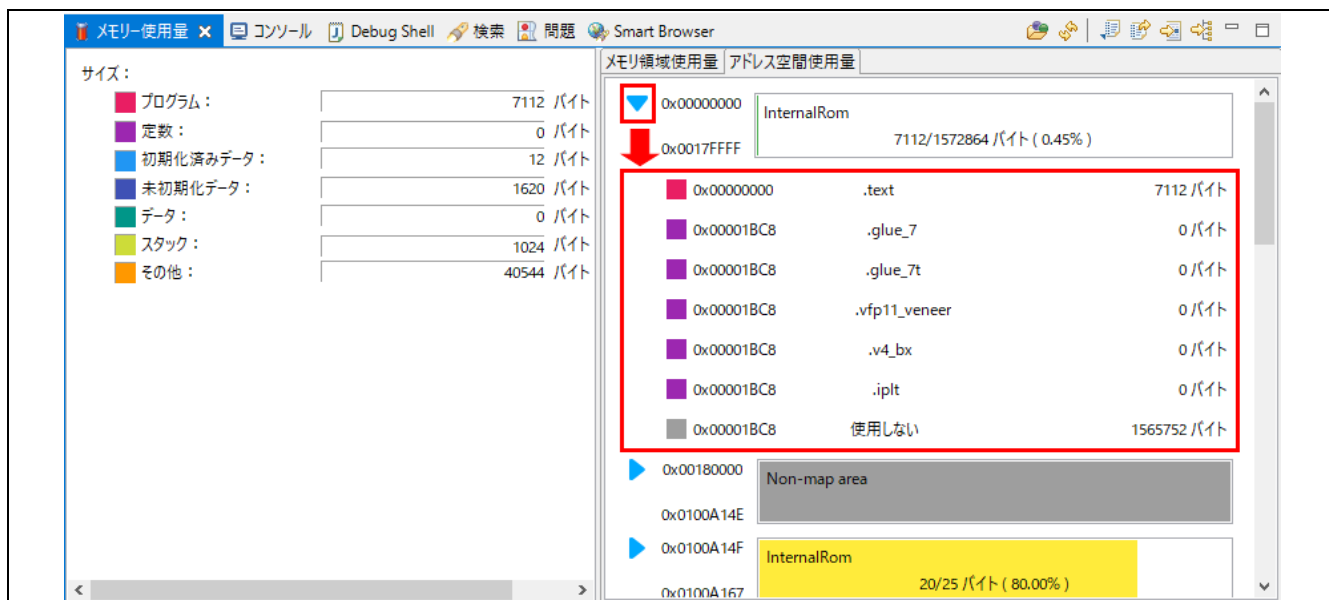 メモリー使用量 コンソール Debug Shell 検索 問題 Smart Browser
サイズ：
プログラム： 7112 バイト
定数： 0 バイト
初期化済みデータ： 12 バイト
未初期化データ： 1620 バイト
データ： 0 バイト
スタック： 1024 バイト
その他： 40544 バイト
メモリ領域使用量 アドレス空間使用量
0x00000000 InternalRom
7112/1572864 バイト ( 0.45% )
0x0017FFFF
0x00000000 .text 7112 バイト
0x00001BC8 .glue_7 0 バイト
0x00001BC8 .glue_7t 0 バイト
0x00001BC8 .vfp11_veneer 0 バイト
0x00001BC8 .v4_bx 0 バイト
0x00001BC8 .iplt 0 バイト
0x00001BC8 使用しない 1565752 バイト
0x00180000 Non-map area
0x0100A14E
0x0100A14F InternalRom
20/25 バイト ( 80.00% )
0x0100A167